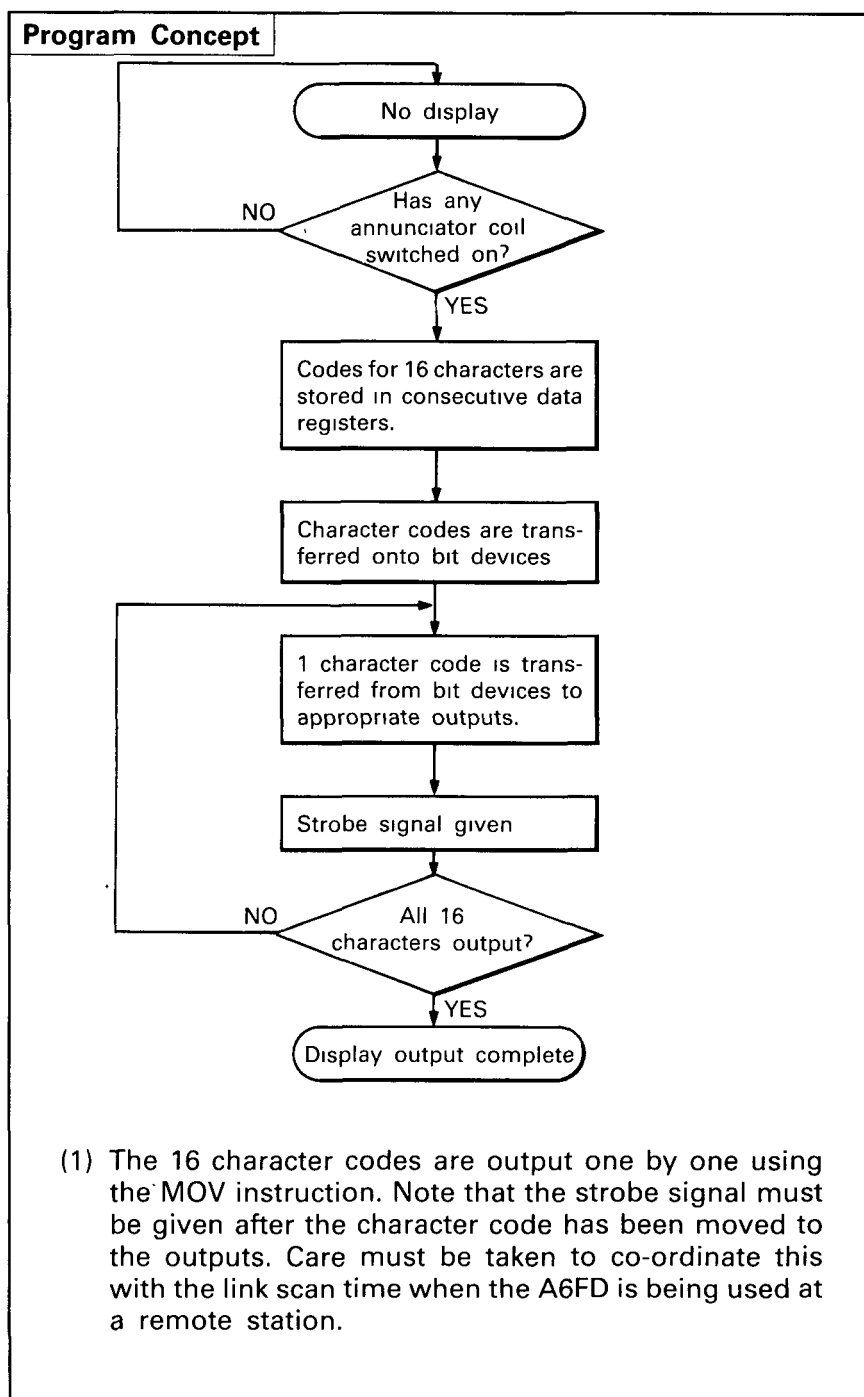 Program Concept
No display
NO
Has any
annunciator coil
switched on?
YES
Codes for 16 characters are
stored in consecutive data
registers.
Character codes are trans-
ferred onto bit devices
1 character code is trans-
ferred from bit devices to
appropriate outputs.
Strobe signal given
NO
All 16
characters output?
YES
Display output complete
(1) The 16 character codes are output one by one using
the MOV instruction. Note that the strobe signal must
be given after the character code has been moved to
the outputs. Care must be taken to co-ordinate this
with the link scan time when the A6FD is being used at
a remote station.